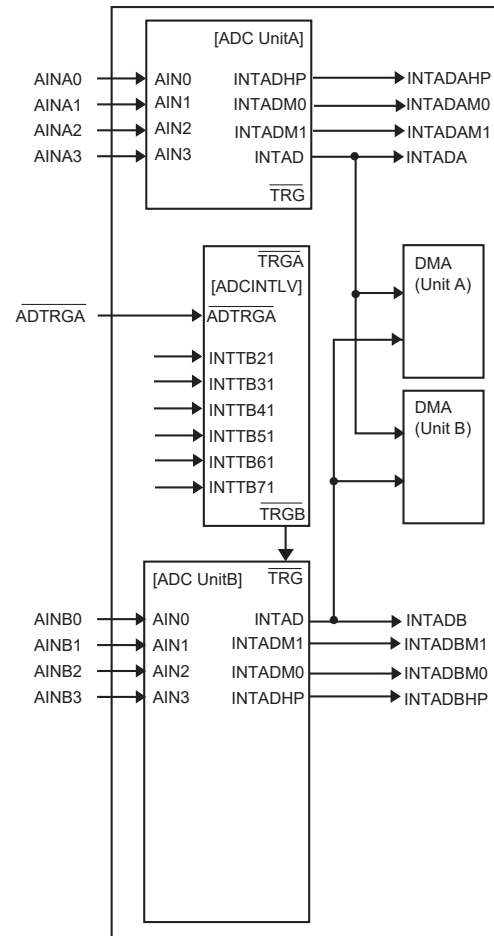 [ADC UnitA]
AINA0 AIN0 INTADHP INTADAHP
AINA1 AIN1 INTADM0 INTADAM0
AINA2 AIN2 INTADM1 INTADAM1
AINA3 AIN3 INTAD INTADA
TRG
TRGA
[ADCINTLV]
ADTRGA ADTRGA
INTTB21
INTTB31
INTTB41
INTTB51
INTTB61
INTTB71
TRGB
DMA
(Unit A)
DMA
(Unit B)
[ADC UnitB] TRG
AINB0 AIN0 INTAD INTADB
AINB1 AIN1 INTADM1 INTADBM1
AINB2 AIN2 INTADM0 INTADBM0
AINB3 AIN3 INTADHP INTADBHP